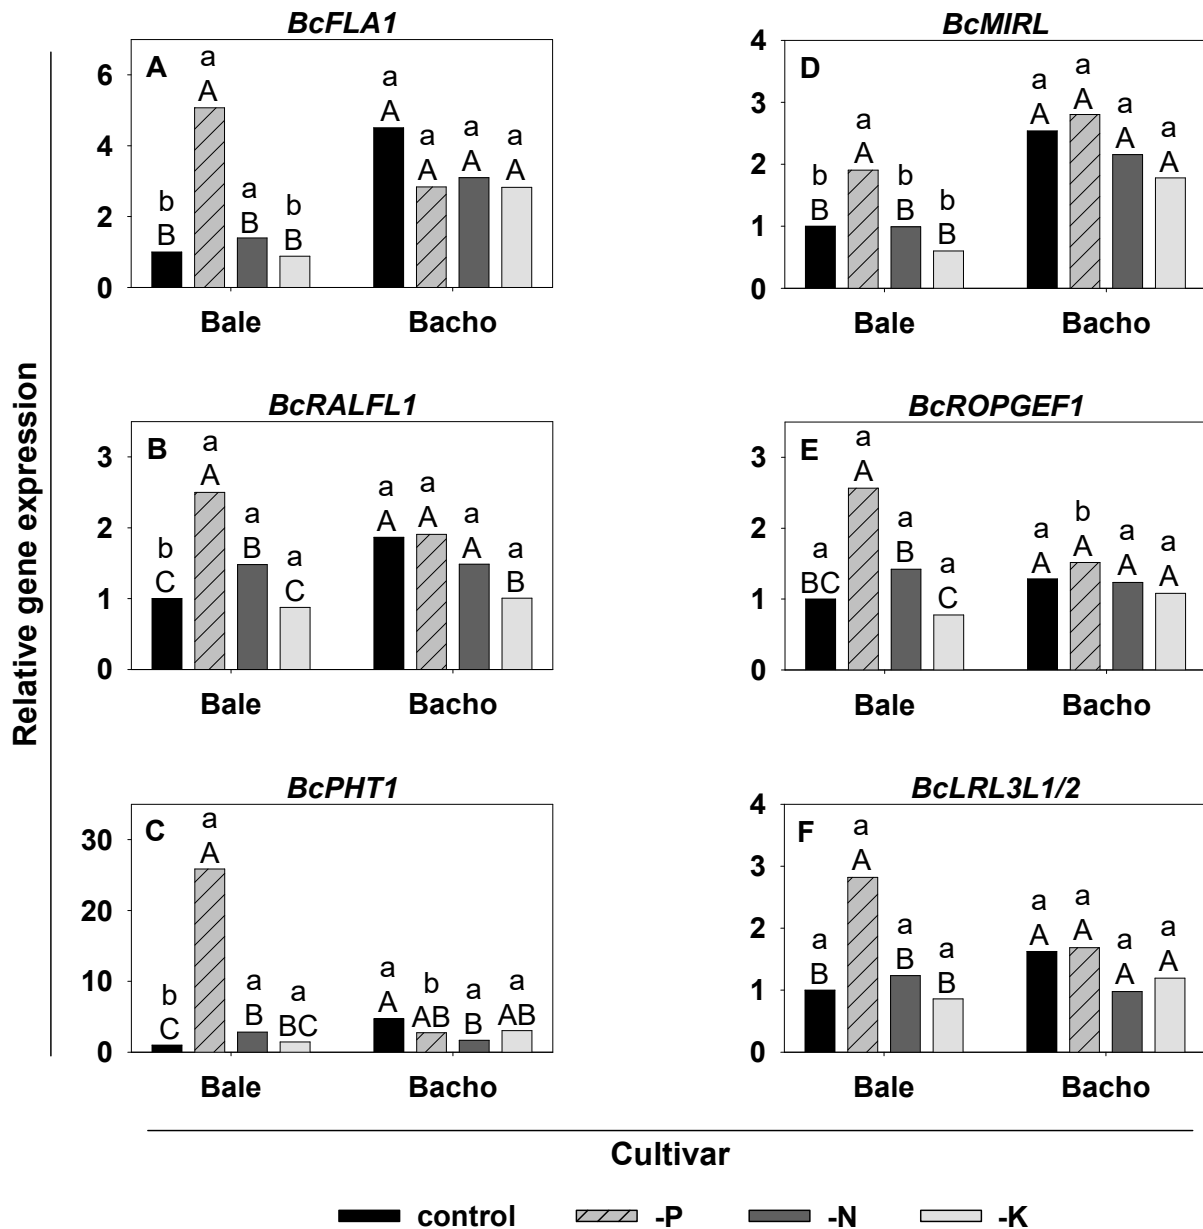 BcFLA1
A
6
4
2
0
b
B
a
A
a
B
b
B
a
A
a
A
a
A
a
A
Bale
Bacho
BcMIRL
D
4
3
2
1
0
b
B
a
A
b
B
b
B
a
A
a
A
a
A
a
A
Bale
Bacho
Relative gene expression
BcRALFL1
B
3
2
1
0
b
C
a
A
a
B
a
C
a
A
a
A
a
A
a
B
Bale
Bacho
BcROPGEF1
E
3
2
1
0
a
BC
a
A
a
B
a
C
a
A
b
A
a
A
a
A
Bale
Bacho
BcPHT1
C
30
20
10
0
b
C
a
A
a
B
a
BC
a
A
b
AB
a
B
a
AB
Bale
Bacho
BcLRL3L1/2
F
4
3
2
1
0
a
B
a
A
a
B
a
B
a
A
a
A
a
A
a
A
Bale
Bacho
Cultivar
control
-P
-N
-K